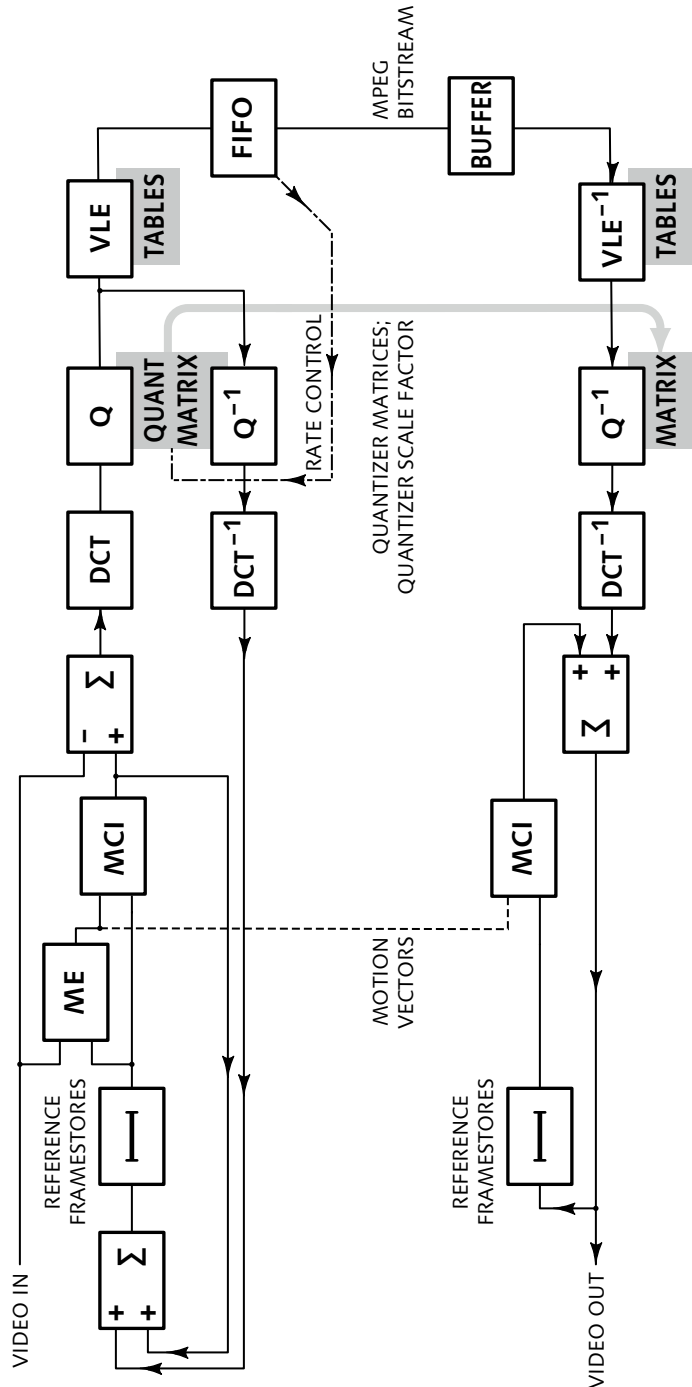 VIDEO IN
REFERENCE
FRAMESTORES
ME
MCI
–
+
Σ
DCT
Q
VLE
QUANT
MATRIX
TABLES
+
+
Σ
FIFO
DCT⁻¹
Q⁻¹
RATE CONTROL
MOTION
VECTORS
QUANTIZER MATRICES;
QUANTIZER SCALE FACTOR
MPEG
BITSTREAM
REFERENCE
FRAMESTORES
MCI
BUFFER
VIDEO OUT
Σ
+
+
DCT⁻¹
Q⁻¹
VLE⁻¹
MATRIX
TABLES